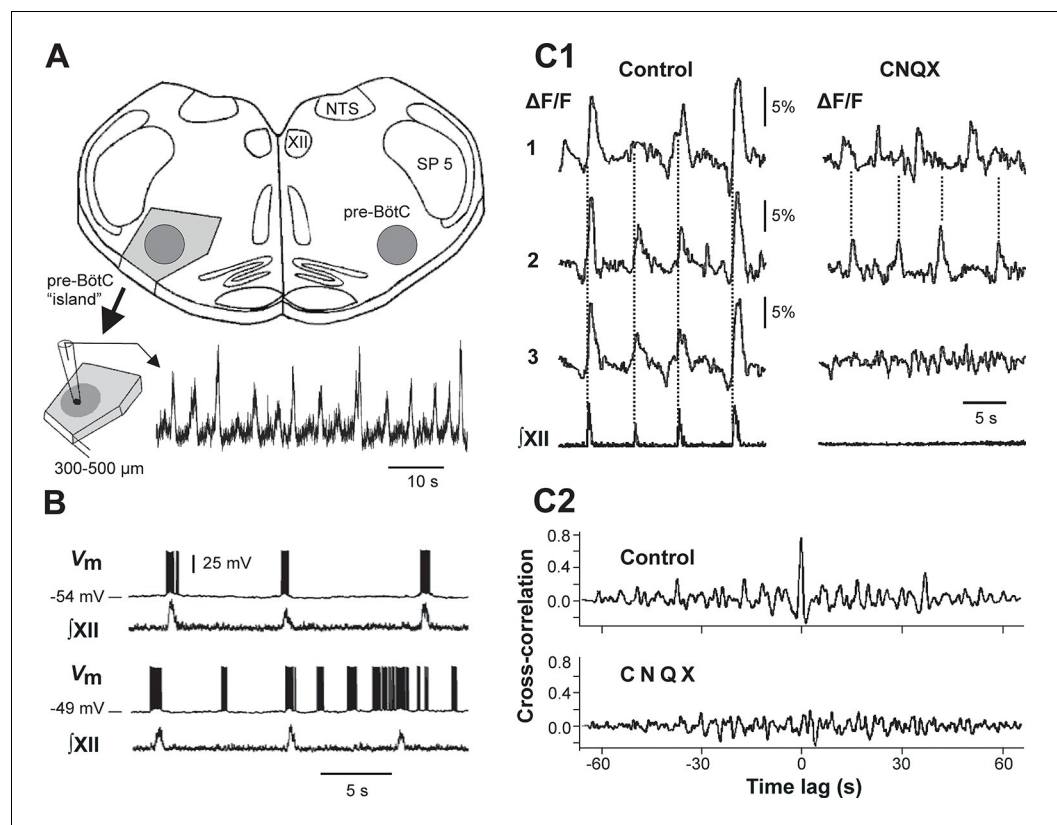 A
NTS
XII
SP 5
pre-BötC
pre-BötC
“island”
300-500 µm
10 s
B
Vm
25 mV
-54 mV
∫XII
Vm
-49 mV
∫XII
5 s
C1
Control
CNQX
ΔF/F
5%
ΔF/F
1
5%
2
5%
3
5 s
∫XII
C2
Cross-correlation
0.8
0.4
0.0
Control
-60
-30
0
30
60
0.8
0.4
0.0
CNQX
Time lag (s)